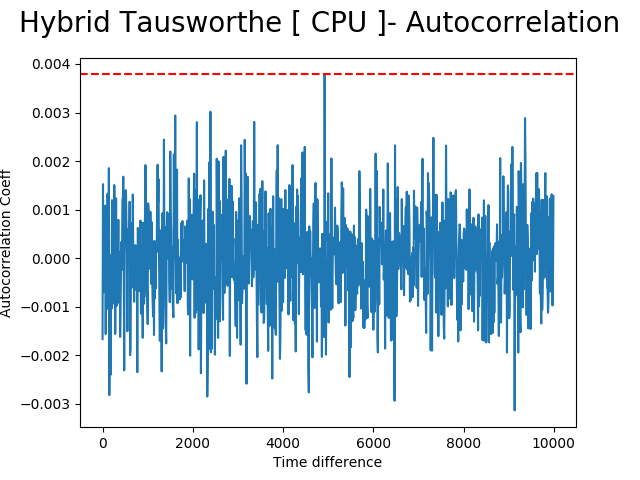 Hybrid Tausworthe [ CPU ]- Autocorrelation
0.004
0.003
0.002
0.001
0.000
−0.001
−0.002
−0.003
Autocorrelation Coeff
0 2000 4000 6000 8000 10000
Time difference